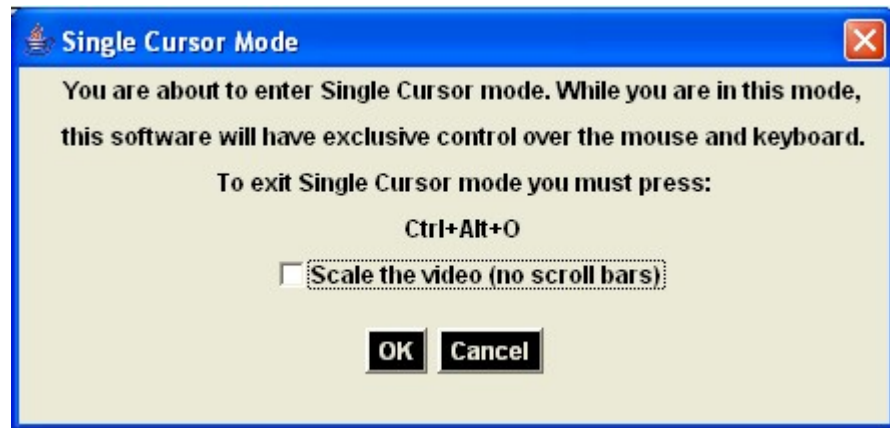 Single Cursor Mode
You are about to enter Single Cursor mode. While you are in this mode,
this software will have exclusive control over the mouse and keyboard.
To exit Single Cursor mode you must press:
Ctrl+Alt+O
Scale the video (no scroll bars)
OK Cancel